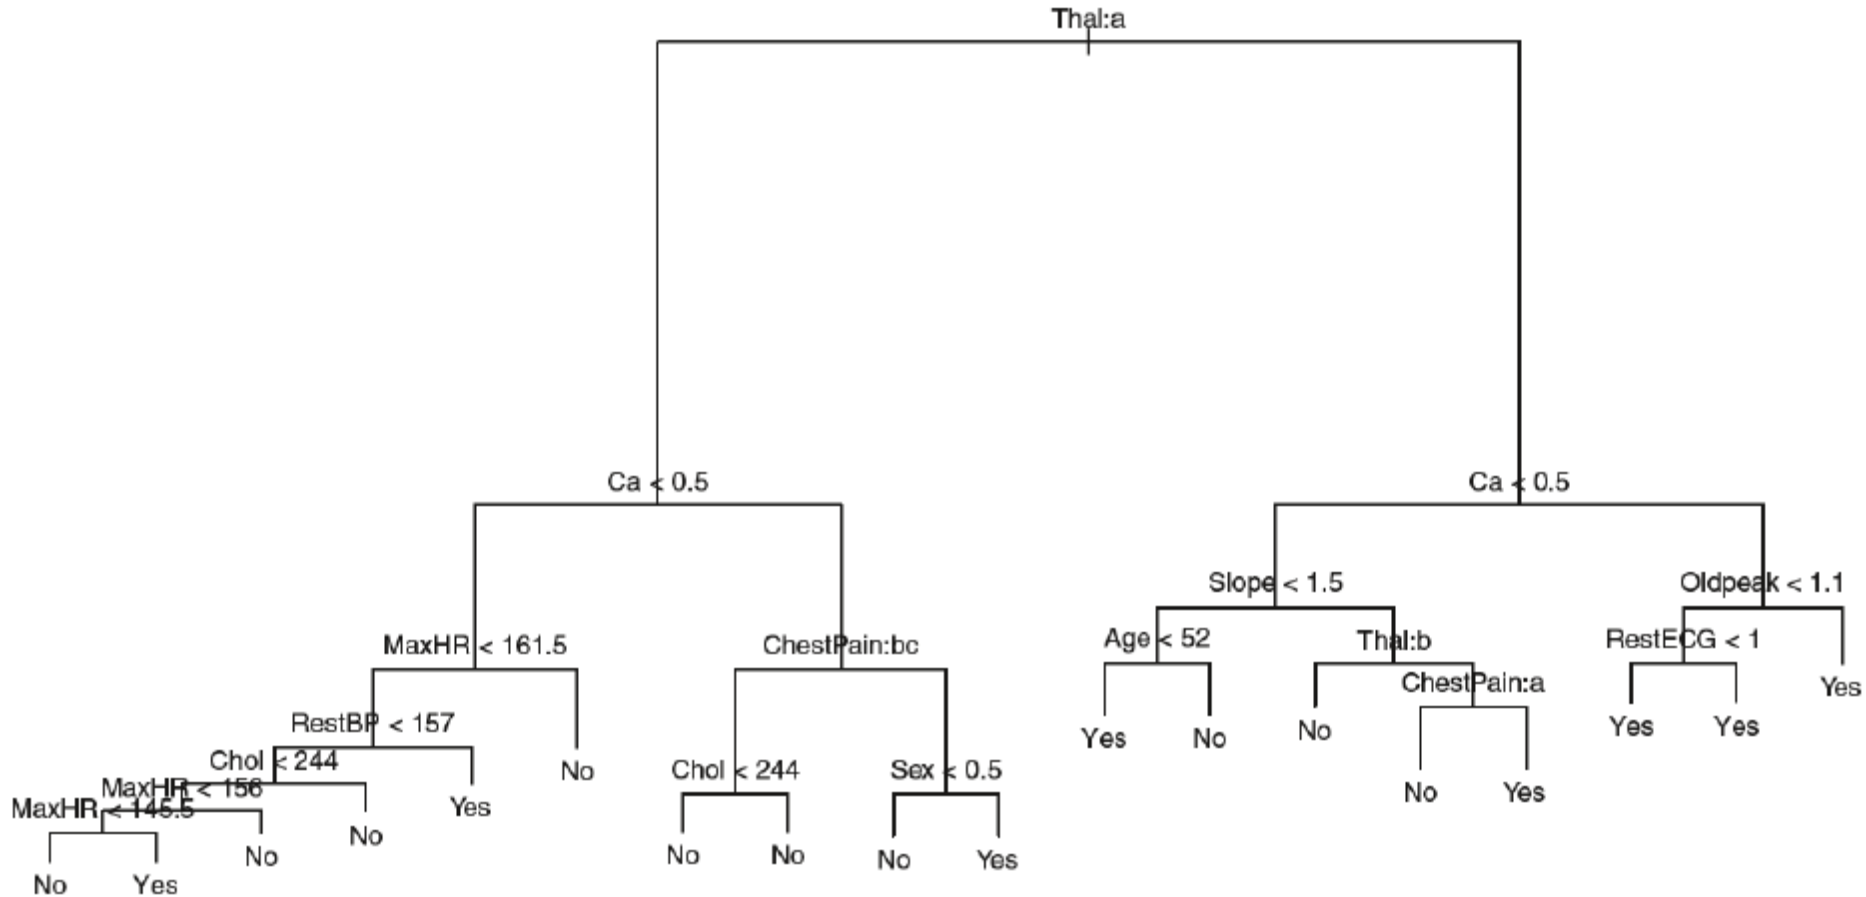 Thal:a
Ca < 0.5
Ca < 0.5
Slope < 1.5
Oldpeak < 1.1
MaxHR < 161.5
ChestPain:bc
Age < 52
Thal:b
RestECG < 1
ChestPain:a
Yes
RestBP < 157
No
Yes
No
No
Yes
Yes
Chol < 244
Chol < 244
Sex < 0.5
MaxHR < 156
Yes
No
Yes
MaxHR < 145.5
No
No
No
No
No
Yes
No
Yes